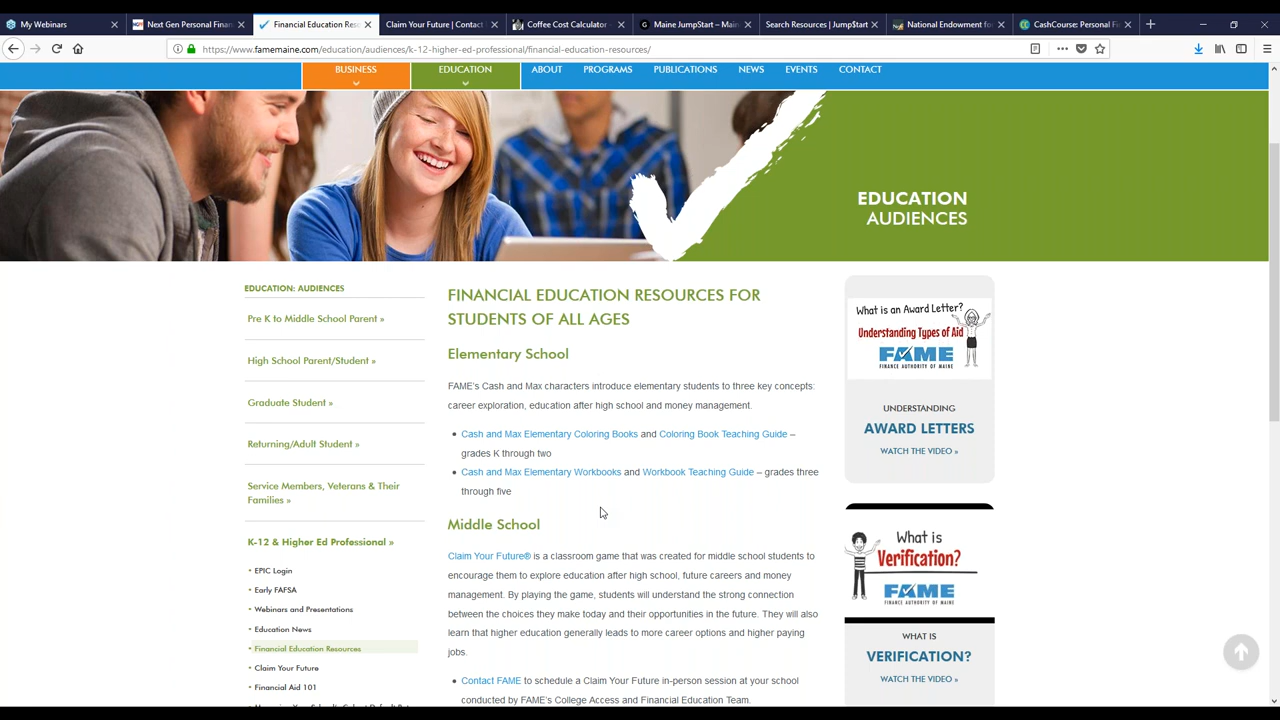 My Webinars
Next Gen Personal Finan
Financial Education Reso
Claim Your Future | Contact
Coffee Cost Calculator -
Maine JumpStart – Main
Search Resources | Jump$tart
National Endowment for
CashCourse: Personal Fi
https://www.famemaine.com/education/audiences/k-12-higher-ed-professional/financial-education-resources/
BUSINESS
EDUCATION
ABOUT
PROGRAMS
PUBLICATIONS
NEWS
EVENTS
CONTACT
EDUCATION
AUDIENCES
EDUCATION: AUDIENCES
Pre K to Middle School Parent »
High School Parent/Student »
Graduate Student »
Returning/Adult Student »
Service Members, Veterans & Their
Families »
K-12 & Higher Ed Professional »
• EPIC Login
• Early FAFSA
• Webinars and Presentations
• Education News
• Financial Education Resources
• Claim Your Future
• Financial Aid 101
FINANCIAL EDUCATION RESOURCES FOR
STUDENTS OF ALL AGES
Elementary School
FAME's Cash and Max characters introduce elementary students to three key concepts:
career exploration, education after high school and money management.
• Cash and Max Elementary Coloring Books and Coloring Book Teaching Guide –
grades K through two
• Cash and Max Elementary Workbooks and Workbook Teaching Guide – grades three
through five
Middle School
Claim Your Future® is a classroom game that was created for middle school students to
encourage them to explore education after high school, future careers and money
management. By playing the game, students will understand the strong connection
between the choices they make today and their opportunities in the future. They will also
learn that higher education generally leads to more career options and higher paying
jobs.
• Contact FAME to schedule a Claim Your Future in-person session at your school
conducted by FAME's College Access and Financial Education Team.
What is an Award Letter?
Understanding Types of Aid
FAME
FINANCE AUTHORITY OF MAINE
UNDERSTANDING
AWARD LETTERS
WATCH THE VIDEO »
What is
Verification?
FAME
FINANCE AUTHORITY OF MAINE
WHAT IS
VERIFICATION?
WATCH THE VIDEO »